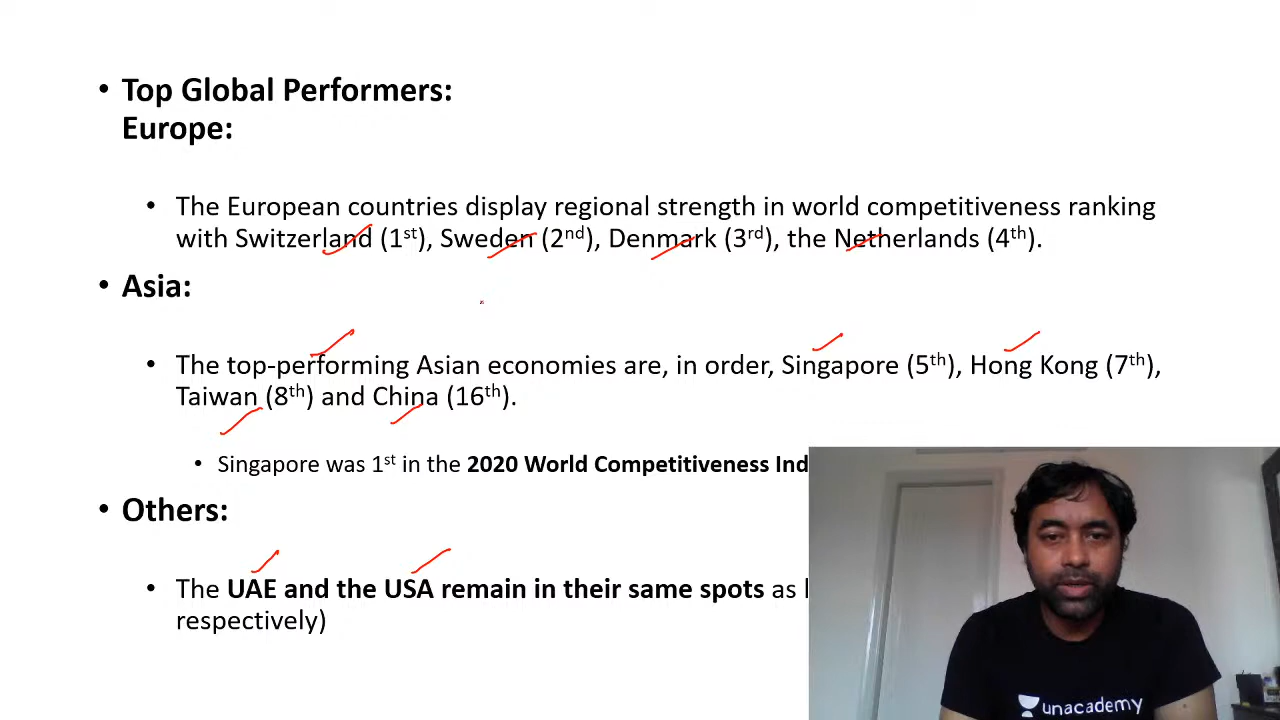 • Top Global Performers:
Europe:
• The European countries display regional strength in world competitiveness ranking
with Switzerland (1st), Sweden (2nd), Denmark (3rd), the Netherlands (4th).
• Asia:
• The top-performing Asian economies are, in order, Singapore (5th), Hong Kong (7th),
Taiwan (8th) and China (16th).
• Singapore was 1st in the 2020 World Competitiveness
• Others:
• The UAE and the USA remain in their same spots as
respectively)
unacademy